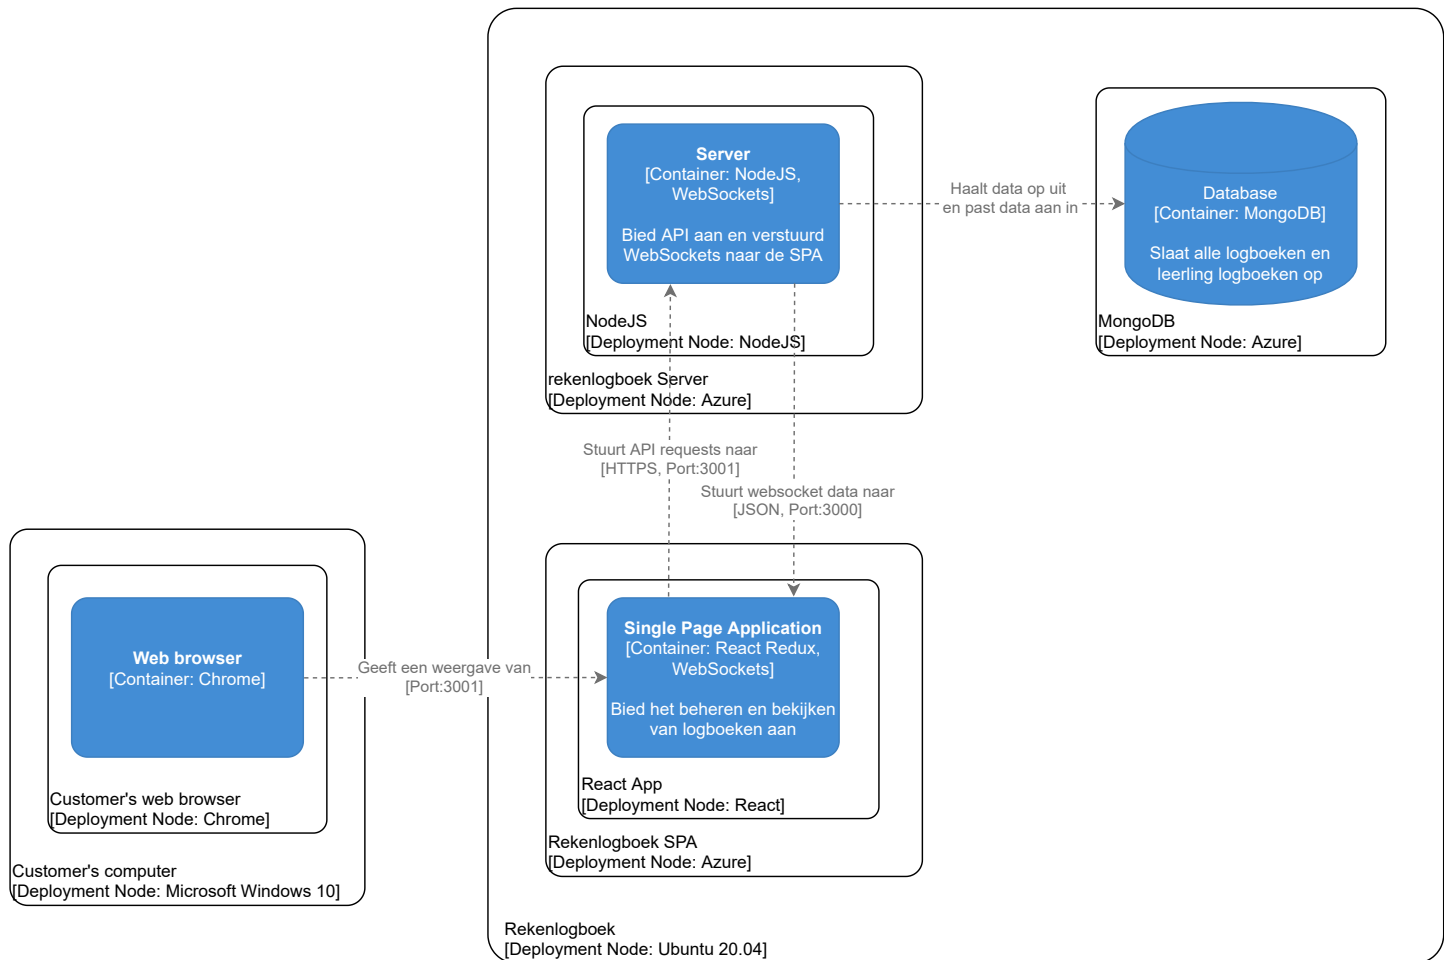 Server
[Container: NodeJS,
WebSockets]
Bied API aan en verstuurd
WebSockets naar de SPA
NodeJS
[Deployment Node: NodeJS]
rekenlogboek Server
[Deployment Node: Azure]
Haalt data op uit
en past data aan in
Database
[Container: MongoDB]
Slaat alle logboeken en
leerling logboeken op
MongoDB
[Deployment Node: Azure]
Stuurt API requests naar
[HTTPS, Port:3001]
Stuurt websocket data naar
[JSON, Port:3000]
Web browser
[Container: Chrome]
Customer's web browser
[Deployment Node: Chrome]
Customer's computer
[Deployment Node: Microsoft Windows 10]
Geeft een weergave van
[Port:3001]
Single Page Application
[Container: React Redux,
WebSockets]
Bied het beheren en bekijken
van logboeken aan
React App
[Deployment Node: React]
Rekenlogboek SPA
[Deployment Node: Azure]
Rekenlogboek
[Deployment Node: Ubuntu 20.04]